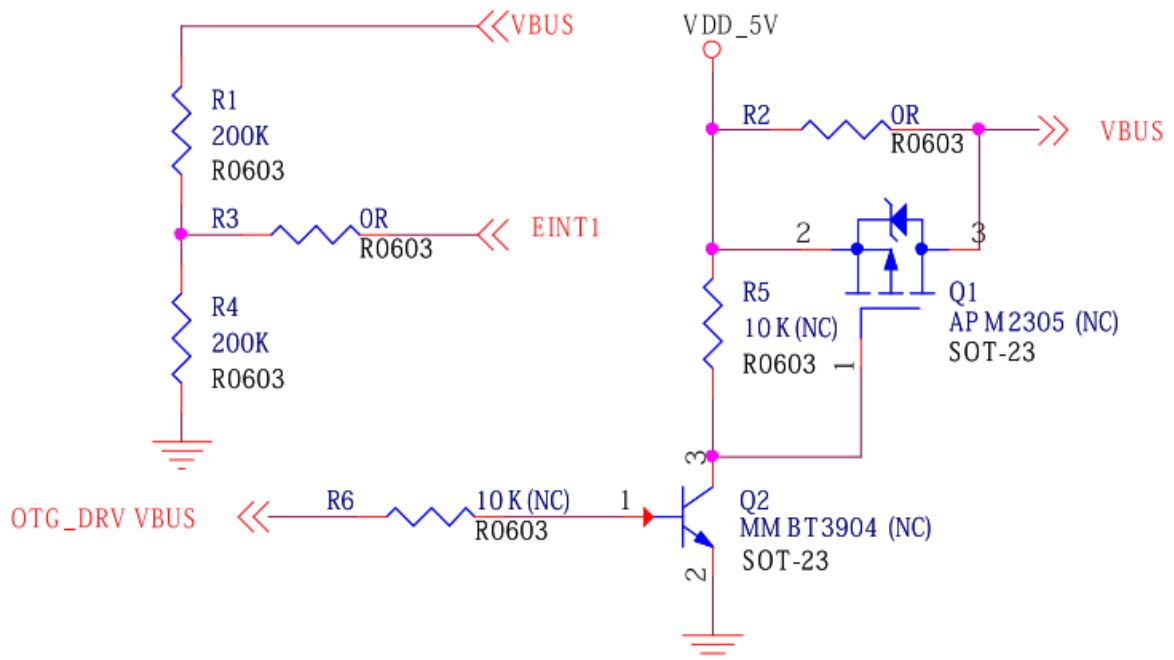 VBUS
VDD_5V
R1
200K
R0603
R2
0R
R0603
VBUS
R3
0R
R0603
EINT1
2
3
R4
200K
R0603
R5
10K(NC)
R0603
Q1
APM2305 (NC)
SOT-23
1
3
OTG_DRV VBUS
R6
10K(NC)
R0603
1
Q2
MMBT3904 (NC)
SOT-23
2